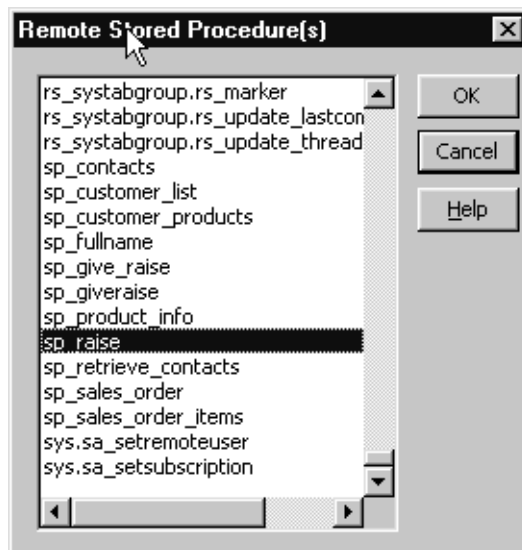 Remote Stored Procedure(s)
rs_systabgroup.rs_marker
rs_systabgroup.rs_update_lastcom
rs_systabgroup.rs_update_thread
sp_contacts
sp_customer_list
sp_customer_products
sp_fullname
sp_give_raise
sp_giveraise
sp_product_info
sp_raise
sp_retrieve_contacts
sp_sales_order
sp_sales_order_items
sys.sa_setremoteuser
sys.sa_setsubscription
OK
Cancel
Help